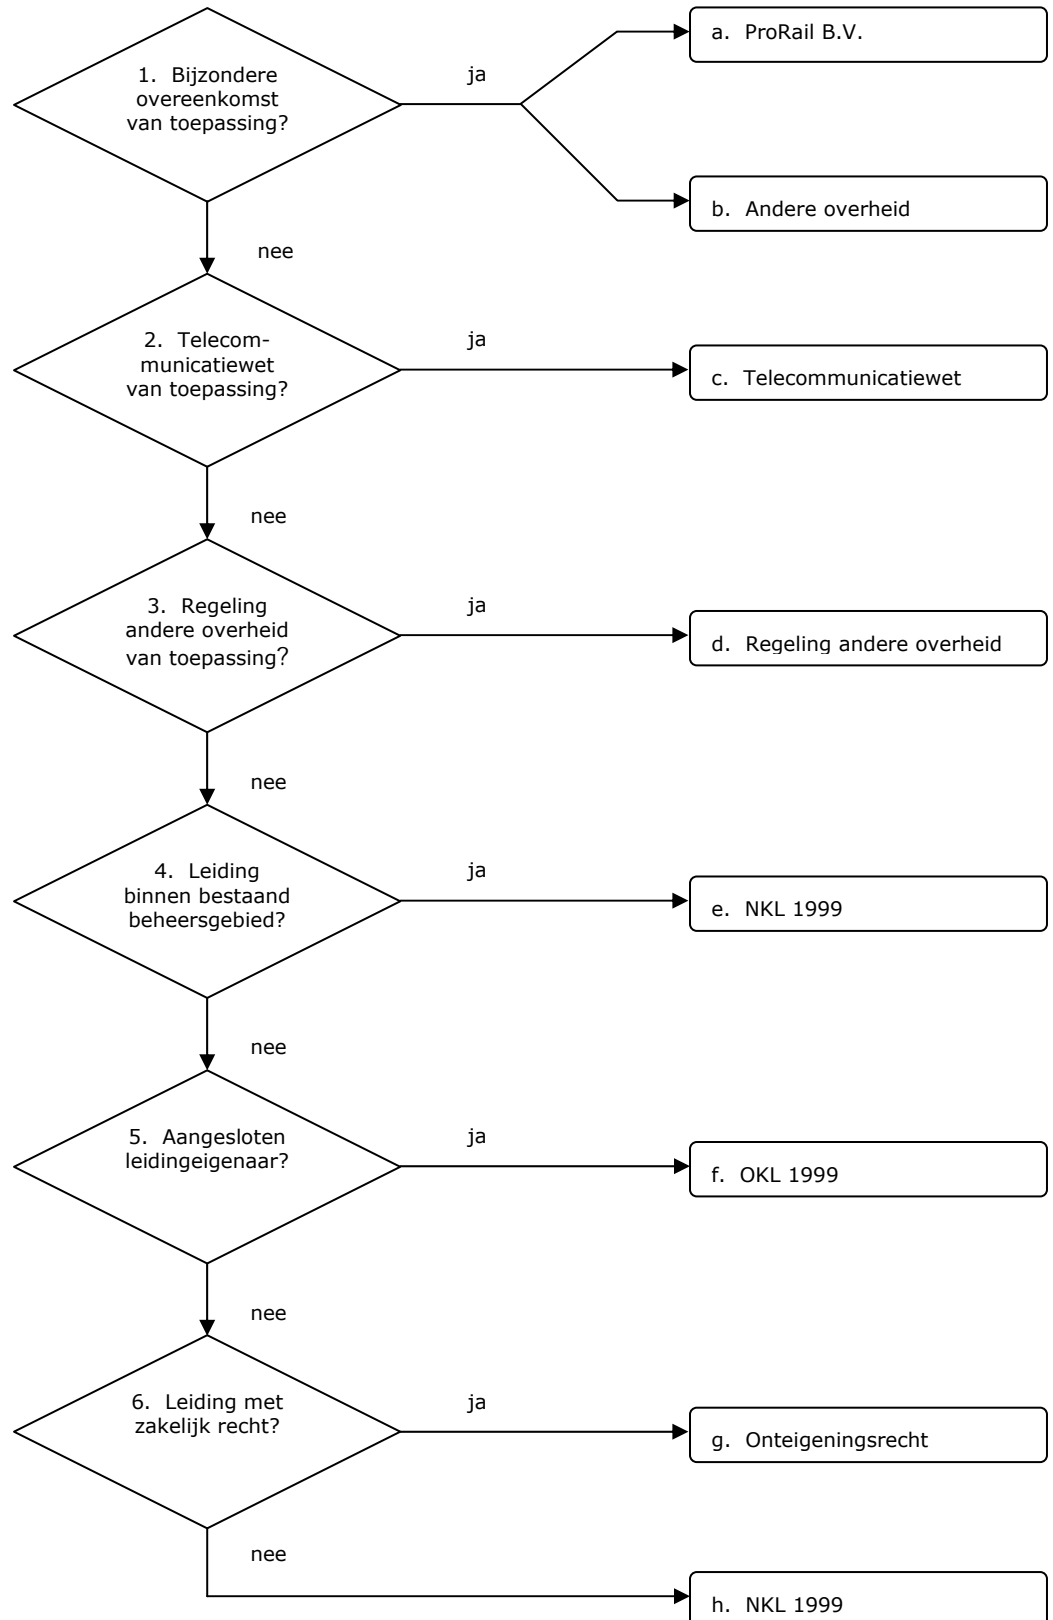 a. ProRail B.V.
1. Bijzondere
overeenkomst
van toepassing?
ja
b. Andere overheid
nee
2. Telecom-
municatiewet
van toepassing?
ja
c. Telecommunicatiewet
nee
3. Regeling
andere overheid
van toepassing?
ja
d. Regeling andere overheid
nee
4. Leiding
binnen bestaand
beheersgebied?
ja
e. NKL 1999
nee
5. Aangesloten
leidingeigenaar?
ja
f. OKL 1999
nee
6. Leiding met
zakelijk recht?
ja
g. Onteigeningsrecht
nee
h. NKL 1999